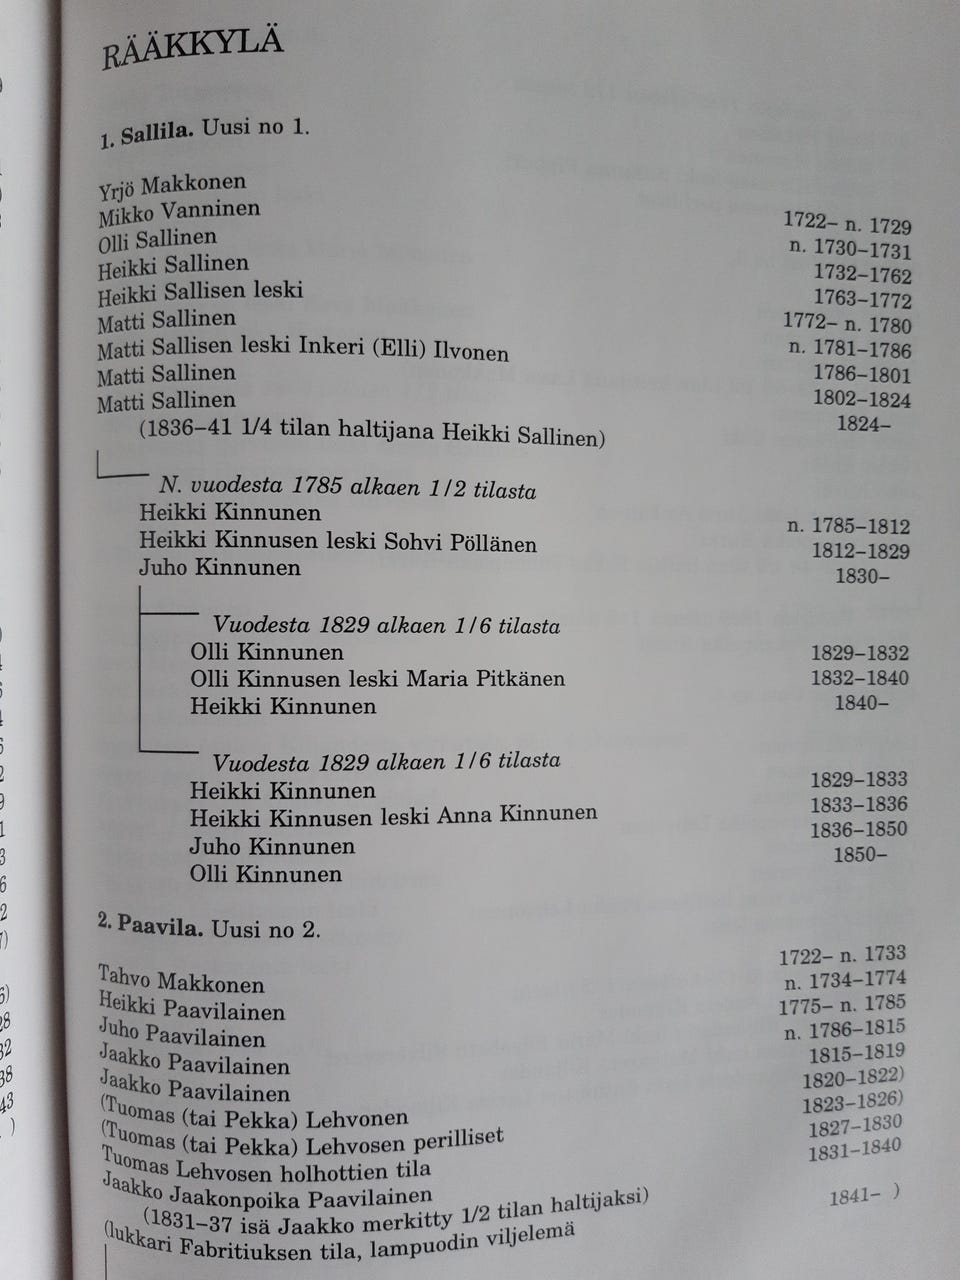 RÄÄKKYLÄ
1. Sallila. Uusi no 1.
Yrjö Makkonen 1722– n. 1729
Mikko Vanninen n. 1730–1731
Olli Sallinen 1732–1762
Heikki Sallinen 1763–1772
Heikki Sallisen leski 1772– n. 1780
Matti Sallinen n. 1781–1786
Matti Sallisen leski Inkeri (Elli) Ilvonen 1786–1801
Matti Sallinen 1802–1824
Matti Sallinen 1824–
(1836–41 1/4 tilan haltijana Heikki Sallinen)
N. vuodesta 1785 alkaen 1/2 tilasta
Heikki Kinnunen n. 1785–1812
Heikki Kinnusen leski Sohvi Pöllänen 1812–1829
Juho Kinnunen 1830–
Vuodesta 1829 alkaen 1/6 tilasta
Olli Kinnunen 1829–1832
Olli Kinnusen leski Maria Pitkänen 1832–1840
Heikki Kinnunen 1840–
Vuodesta 1829 alkaen 1/6 tilasta
Heikki Kinnunen 1829–1833
Heikki Kinnusen leski Anna Kinnunen 1833–1836
Juho Kinnunen 1836–1850
Olli Kinnunen 1850–
2. Paavila. Uusi no 2.
Tahvo Makkonen 1722– n. 1733
Heikki Paavilainen n. 1734–1774
Juho Paavilainen 1775– n. 1785
Jaakko Paavilainen n. 1786–1815
Jaakko Paavilainen 1815–1819
(Tuomas (tai Pekka) Lehvonen 1820–1822)
(Tuomas (tai Pekka) Lehvosen perilliset 1823–1826)
Tuomas Lehvosen holhottien tila 1827–1830
Jaakko Jaakonpoika Paavilainen 1831–1840
(1831–37 isä Jaakko merkitty 1/2 tilan haltijaksi)
(lukkari Fabritiuksen tila, lampuodin viljelemä 1841– )